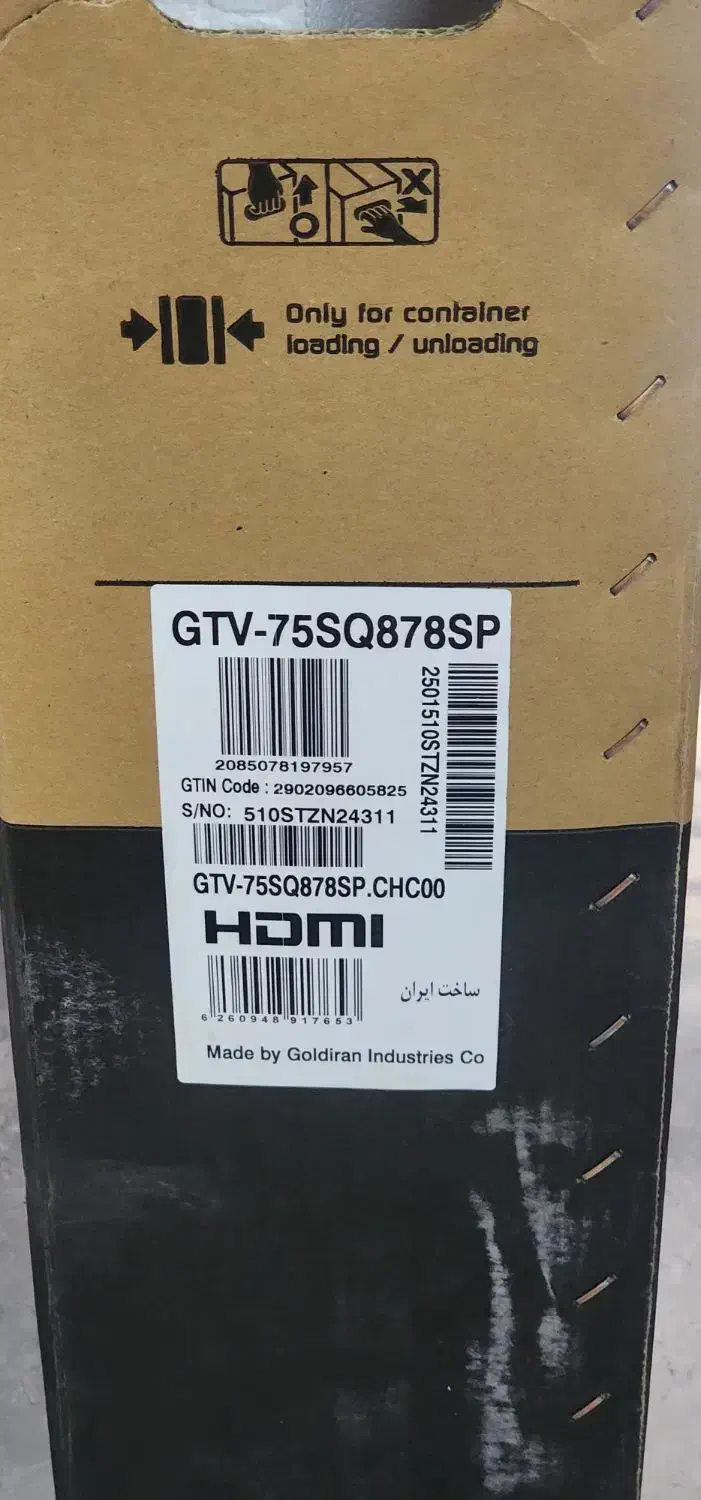 Only for container
loading / unloading
GTV-75SQ878SP
2085078197957
2501510STZN24311
GTIN Code : 2902096605825
S/NO: 510STZN24311
GTV-75SQ878SP.CHC00
HDMI
6 260948 917653
ساخت ایران
Made by Goldiran Industries Co